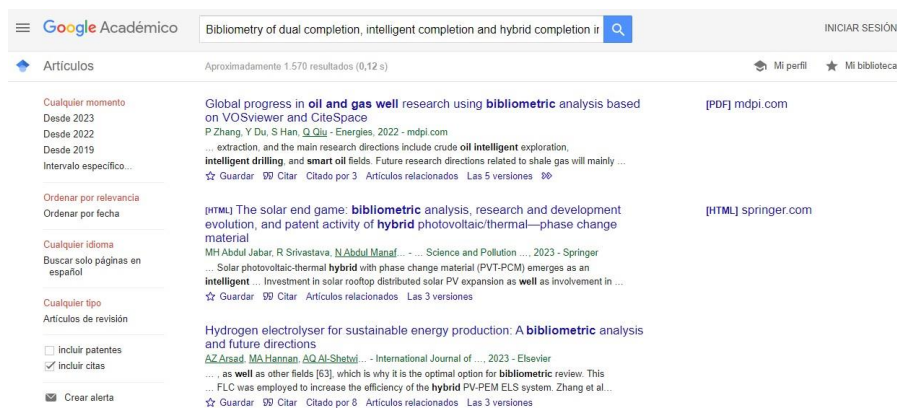 Google Académico
Bibliometry of dual completion, intelligent completion and hybrid completion ir
INICIAR SESIÓN
Artículos
Aproximadamente 1.570 resultados (0,12 s)
Mi perfil
Mi biblioteca
Cualquier momento
Desde 2023
Desde 2022
Desde 2019
Intervalo específico...
Ordenar por relevancia
Ordenar por fecha
Cualquier idioma
Buscar solo páginas en
español
Cualquier tipo
Artículos de revisión
incluir patentes
incluir citas
Crear alerta
Global progress in oil and gas well research using bibliometric analysis based
on VOSviewer and CiteSpace
P Zhang, Y Du, S Han, Q Qiu - Energies, 2022 - mdpi.com
... extraction, and the main research directions include crude oil intelligent exploration,
intelligent drilling, and smart oil fields. Future research directions related to shale gas will mainly ...
Guardar Citar Citado por 3 Artículos relacionados Las 5 versiones
[PDF] mdpi.com
[HTML] The solar end game: bibliometric analysis, research and development
evolution, and patent activity of hybrid photovoltaic/thermal—phase change
material
MH Abdul Jabar, R Srivastava, N Abdul Manaf... - ... Science and Pollution ..., 2023 - Springer
... Solar photovoltaic-thermal hybrid with phase change material (PVT-PCM) emerges as an
intelligent ... Investment in solar rooftop distributed solar PV expansion as well as involvement in ...
Guardar Citar Artículos relacionados Las 3 versiones
[HTML] springer.com
Hydrogen electrolyser for sustainable energy production: A bibliometric analysis
and future directions
AZ Arsad, MA Hannan, AQ Al-Shetwi... - International Journal of ..., 2023 - Elsevier
... , as well as other fields [63], which is why it is the optimal option for bibliometric review. This
... FLC was employed to increase the efficiency of the hybrid PV-PEM ELS system. Zhang et al...
Guardar Citar Citado por 8 Artículos relacionados Las 3 versiones